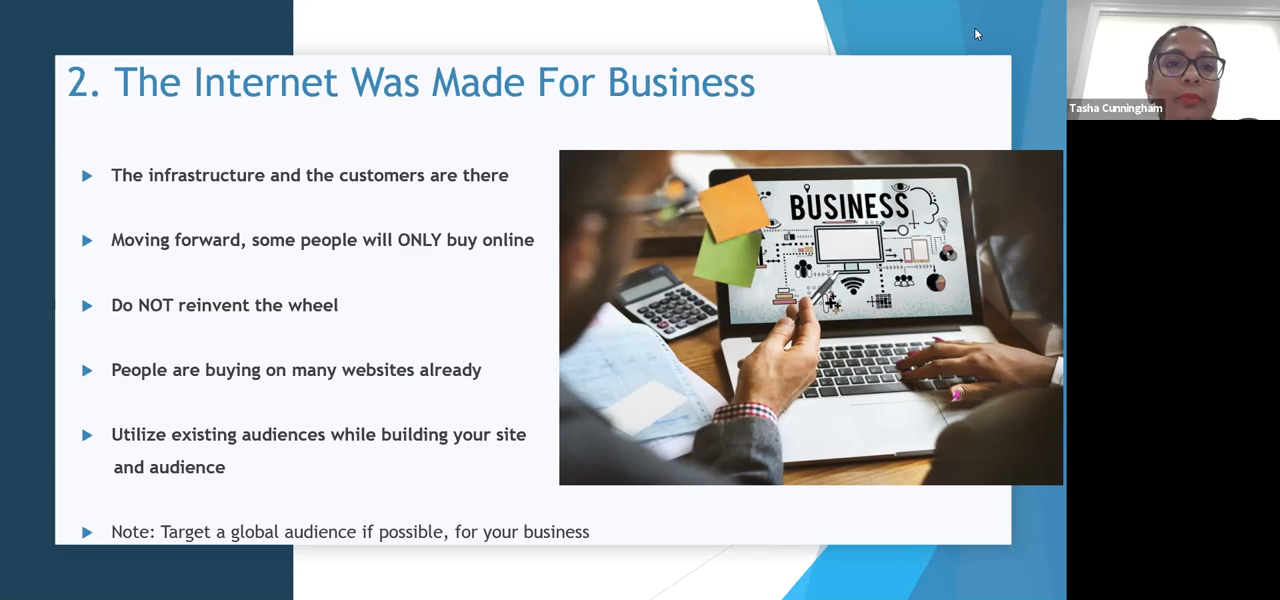 2. The Internet Was Made For Business
Tasha Cunningham
The infrastructure and the customers are there
BUSINESS
Moving forward, some people will ONLY buy online
Do NOT reinvent the wheel
People are buying on many websites already
Utilize existing audiences while building your site
and audience
Note: Target a global audience if possible, for your business